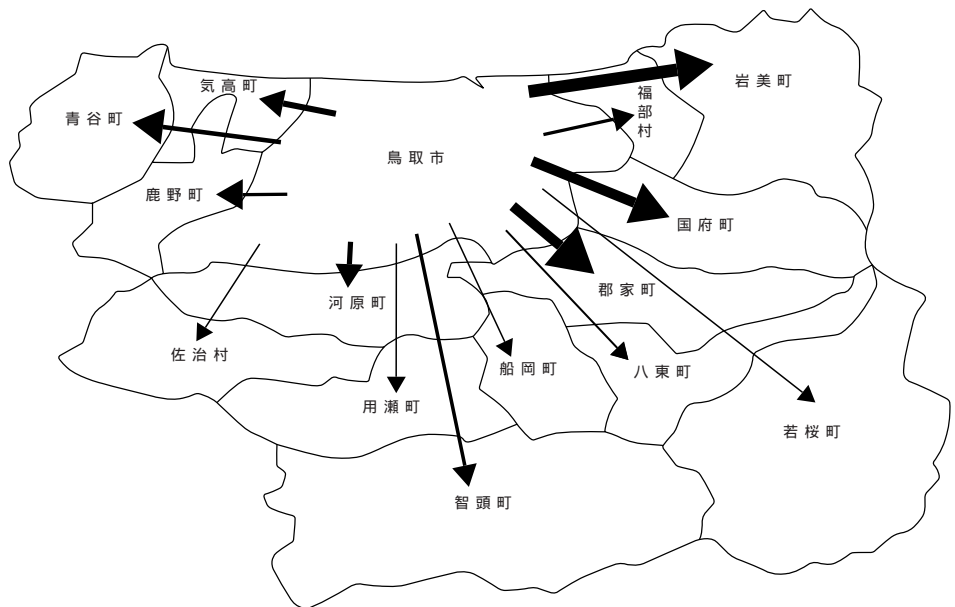 気高町
青谷町
鳥取市
鹿野町
岩美町
福部村
国府町
郡家町
河原町
佐治村
用瀬町
船岡町
八東町
若桜町
智頭町